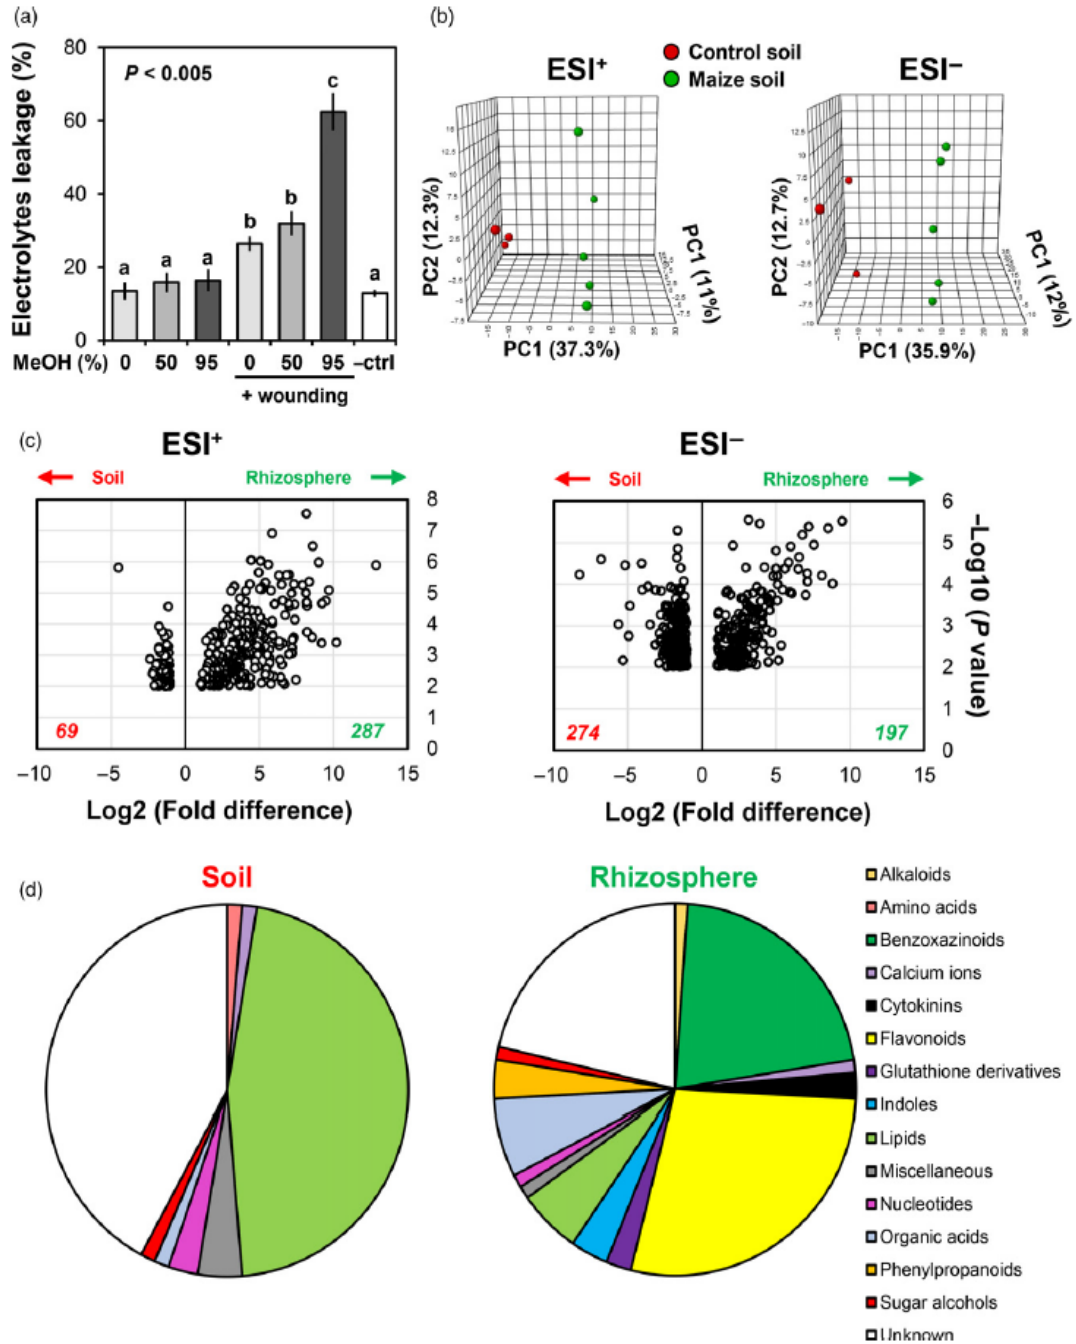 (a)
Electrolytes leakage (%)
80
60
40
20
0
P < 0.005
a
a
a
b
b
c
a
MeOH (%) 0 50 95 0 50 95 –ctrl
+ wounding
(b)
Control soil
Maize soil
ESI+
ESI–
PC2 (12.3%)
PC1 (37.3%)
PC1 (11%)
PC2 (12.7%)
PC1 (35.9%)
PC1 (12%)
(c)
ESI+
ESI–
Soil Rhizosphere
Soil Rhizosphere
8
7
6
5
4
3
2
1
0
69
287
–10 –5 0 5 10 15
Log2 (Fold difference)
6
5
4
3
2
1
0
–Log10 (P value)
274
197
–10 –5 0 5 10 15
Log2 (Fold difference)
(d)
Soil
Rhizosphere
Alkaloids
Amino acids
Benzoxazinoids
Calcium ions
Cytokinins
Flavonoids
Glutathione derivatives
Indoles
Lipids
Miscellaneous
Nucleotides
Organic acids
Phenylpropanoids
Sugar alcohols
Unknown